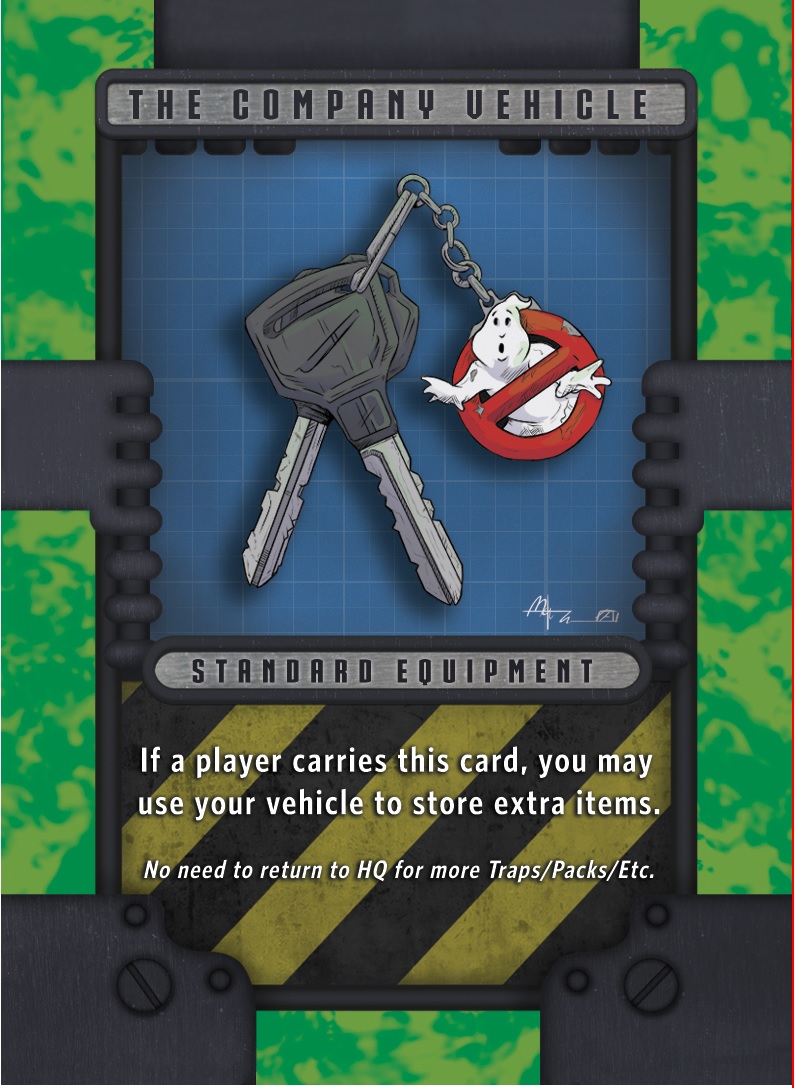 THE COMPANY VEHICLE
STANDARD EQUIPMENT
If a player carries this card, you may
use your vehicle to store extra items.
No need to return to HQ for more Traps/Packs/Etc.